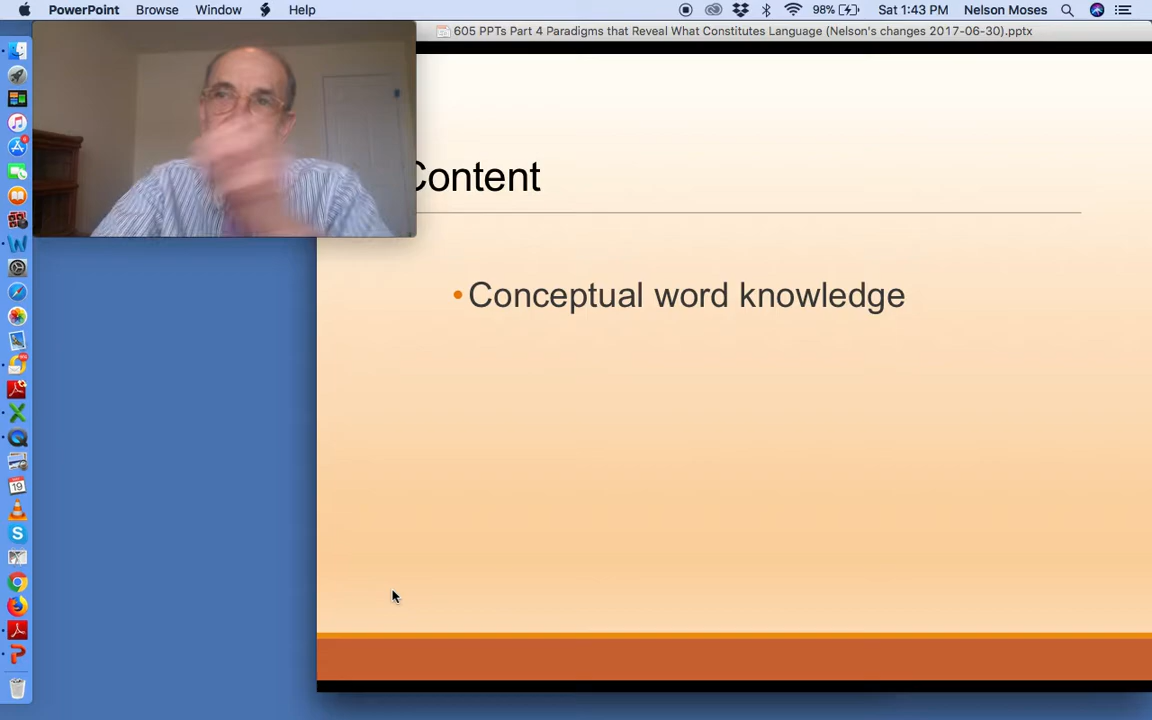 PowerPoint Browse Window Help 98% Sat 1:43 PM Nelson Moses
605 PPTs Part 4 Paradigms that Reveal What Constitutes Language (Nelson's changes 2017-06-30).pptx
Content
•Conceptual word knowledge
19